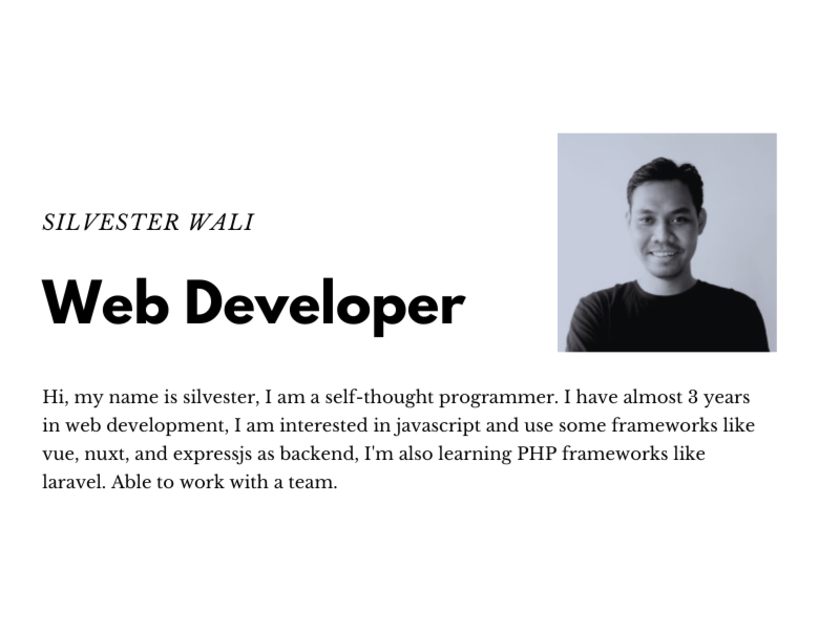 SILVESTER WALI
Web Developer
Hi, my name is silvester, I am a self-thought programmer. I have almost 3 years
in web development, I am interested in javascript and use some frameworks like
vue, nuxt, and expressjs as backend, I'm also learning PHP frameworks like
laravel. Able to work with a team.